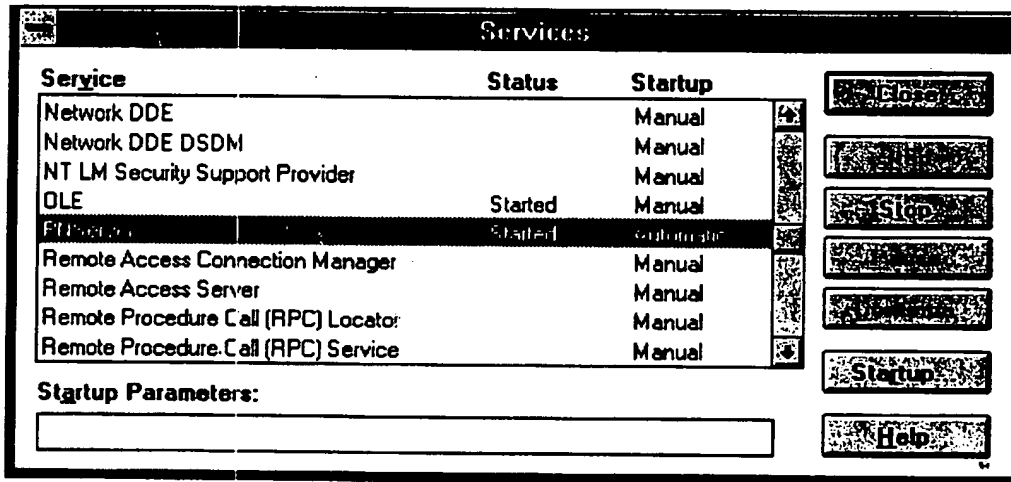 Services
Service Status Startup
Network DDE Manual
Network DDE DSDM Manual
NT LM Security Support Provider Manual
OLE Started Manual
Started Automatic
Remote Access Connection Manager Manual
Remote Access Server Manual
Remote Procedure Call (RPC) Locator Manual
Remote Procedure Call (RPC) Service Manual
Startup Parameters:
Close
Stop
Startup
Help